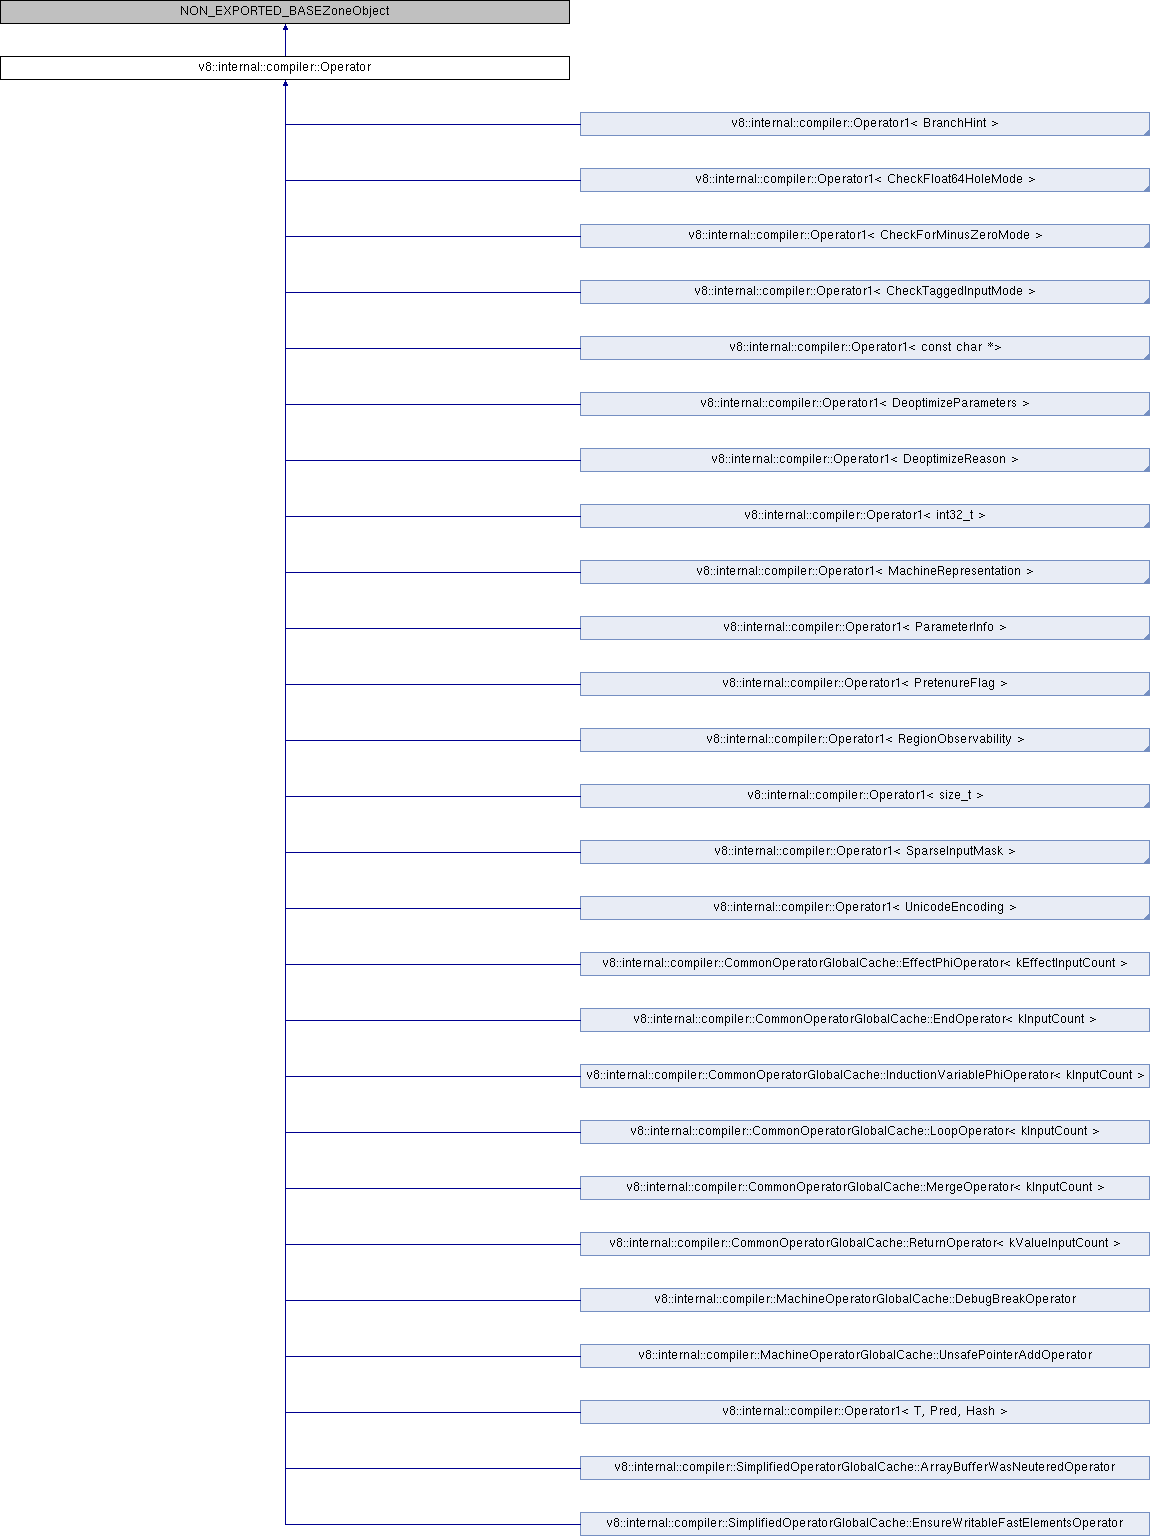 NON_EXPORTED_BASEZoneObject
v8::internal::compiler::Operator
v8::internal::compiler::Operator1< BranchHint >
v8::internal::compiler::Operator1< CheckFloat64HoleMode >
v8::internal::compiler::Operator1< CheckForMinusZeroMode >
v8::internal::compiler::Operator1< CheckTaggedInputMode >
v8::internal::compiler::Operator1< const char *>
v8::internal::compiler::Operator1< DeoptimizeParameters >
v8::internal::compiler::Operator1< DeoptimizeReason >
v8::internal::compiler::Operator1< int32_t >
v8::internal::compiler::Operator1< MachineRepresentation >
v8::internal::compiler::Operator1< ParameterInfo >
v8::internal::compiler::Operator1< PretenureFlag >
v8::internal::compiler::Operator1< RegionObservability >
v8::internal::compiler::Operator1< size_t >
v8::internal::compiler::Operator1< SparseInputMask >
v8::internal::compiler::Operator1< UnicodeEncoding >
v8::internal::compiler::CommonOperatorGlobalCache::EffectPhiOperator< kEffectInputCount >
v8::internal::compiler::CommonOperatorGlobalCache::EndOperator< kInputCount >
v8::internal::compiler::CommonOperatorGlobalCache::InductionVariablePhiOperator< kInputCount >
v8::internal::compiler::CommonOperatorGlobalCache::LoopOperator< kInputCount >
v8::internal::compiler::CommonOperatorGlobalCache::MergeOperator< kInputCount >
v8::internal::compiler::CommonOperatorGlobalCache::ReturnOperator< kValueInputCount >
v8::internal::compiler::MachineOperatorGlobalCache::DebugBreakOperator
v8::internal::compiler::MachineOperatorGlobalCache::UnsafePointerAddOperator
v8::internal::compiler::Operator1< T, Pred, Hash >
v8::internal::compiler::SimplifiedOperatorGlobalCache::ArrayBufferWasNeuteredOperator
v8::internal::compiler::SimplifiedOperatorGlobalCache::EnsureWritableFastElementsOperator